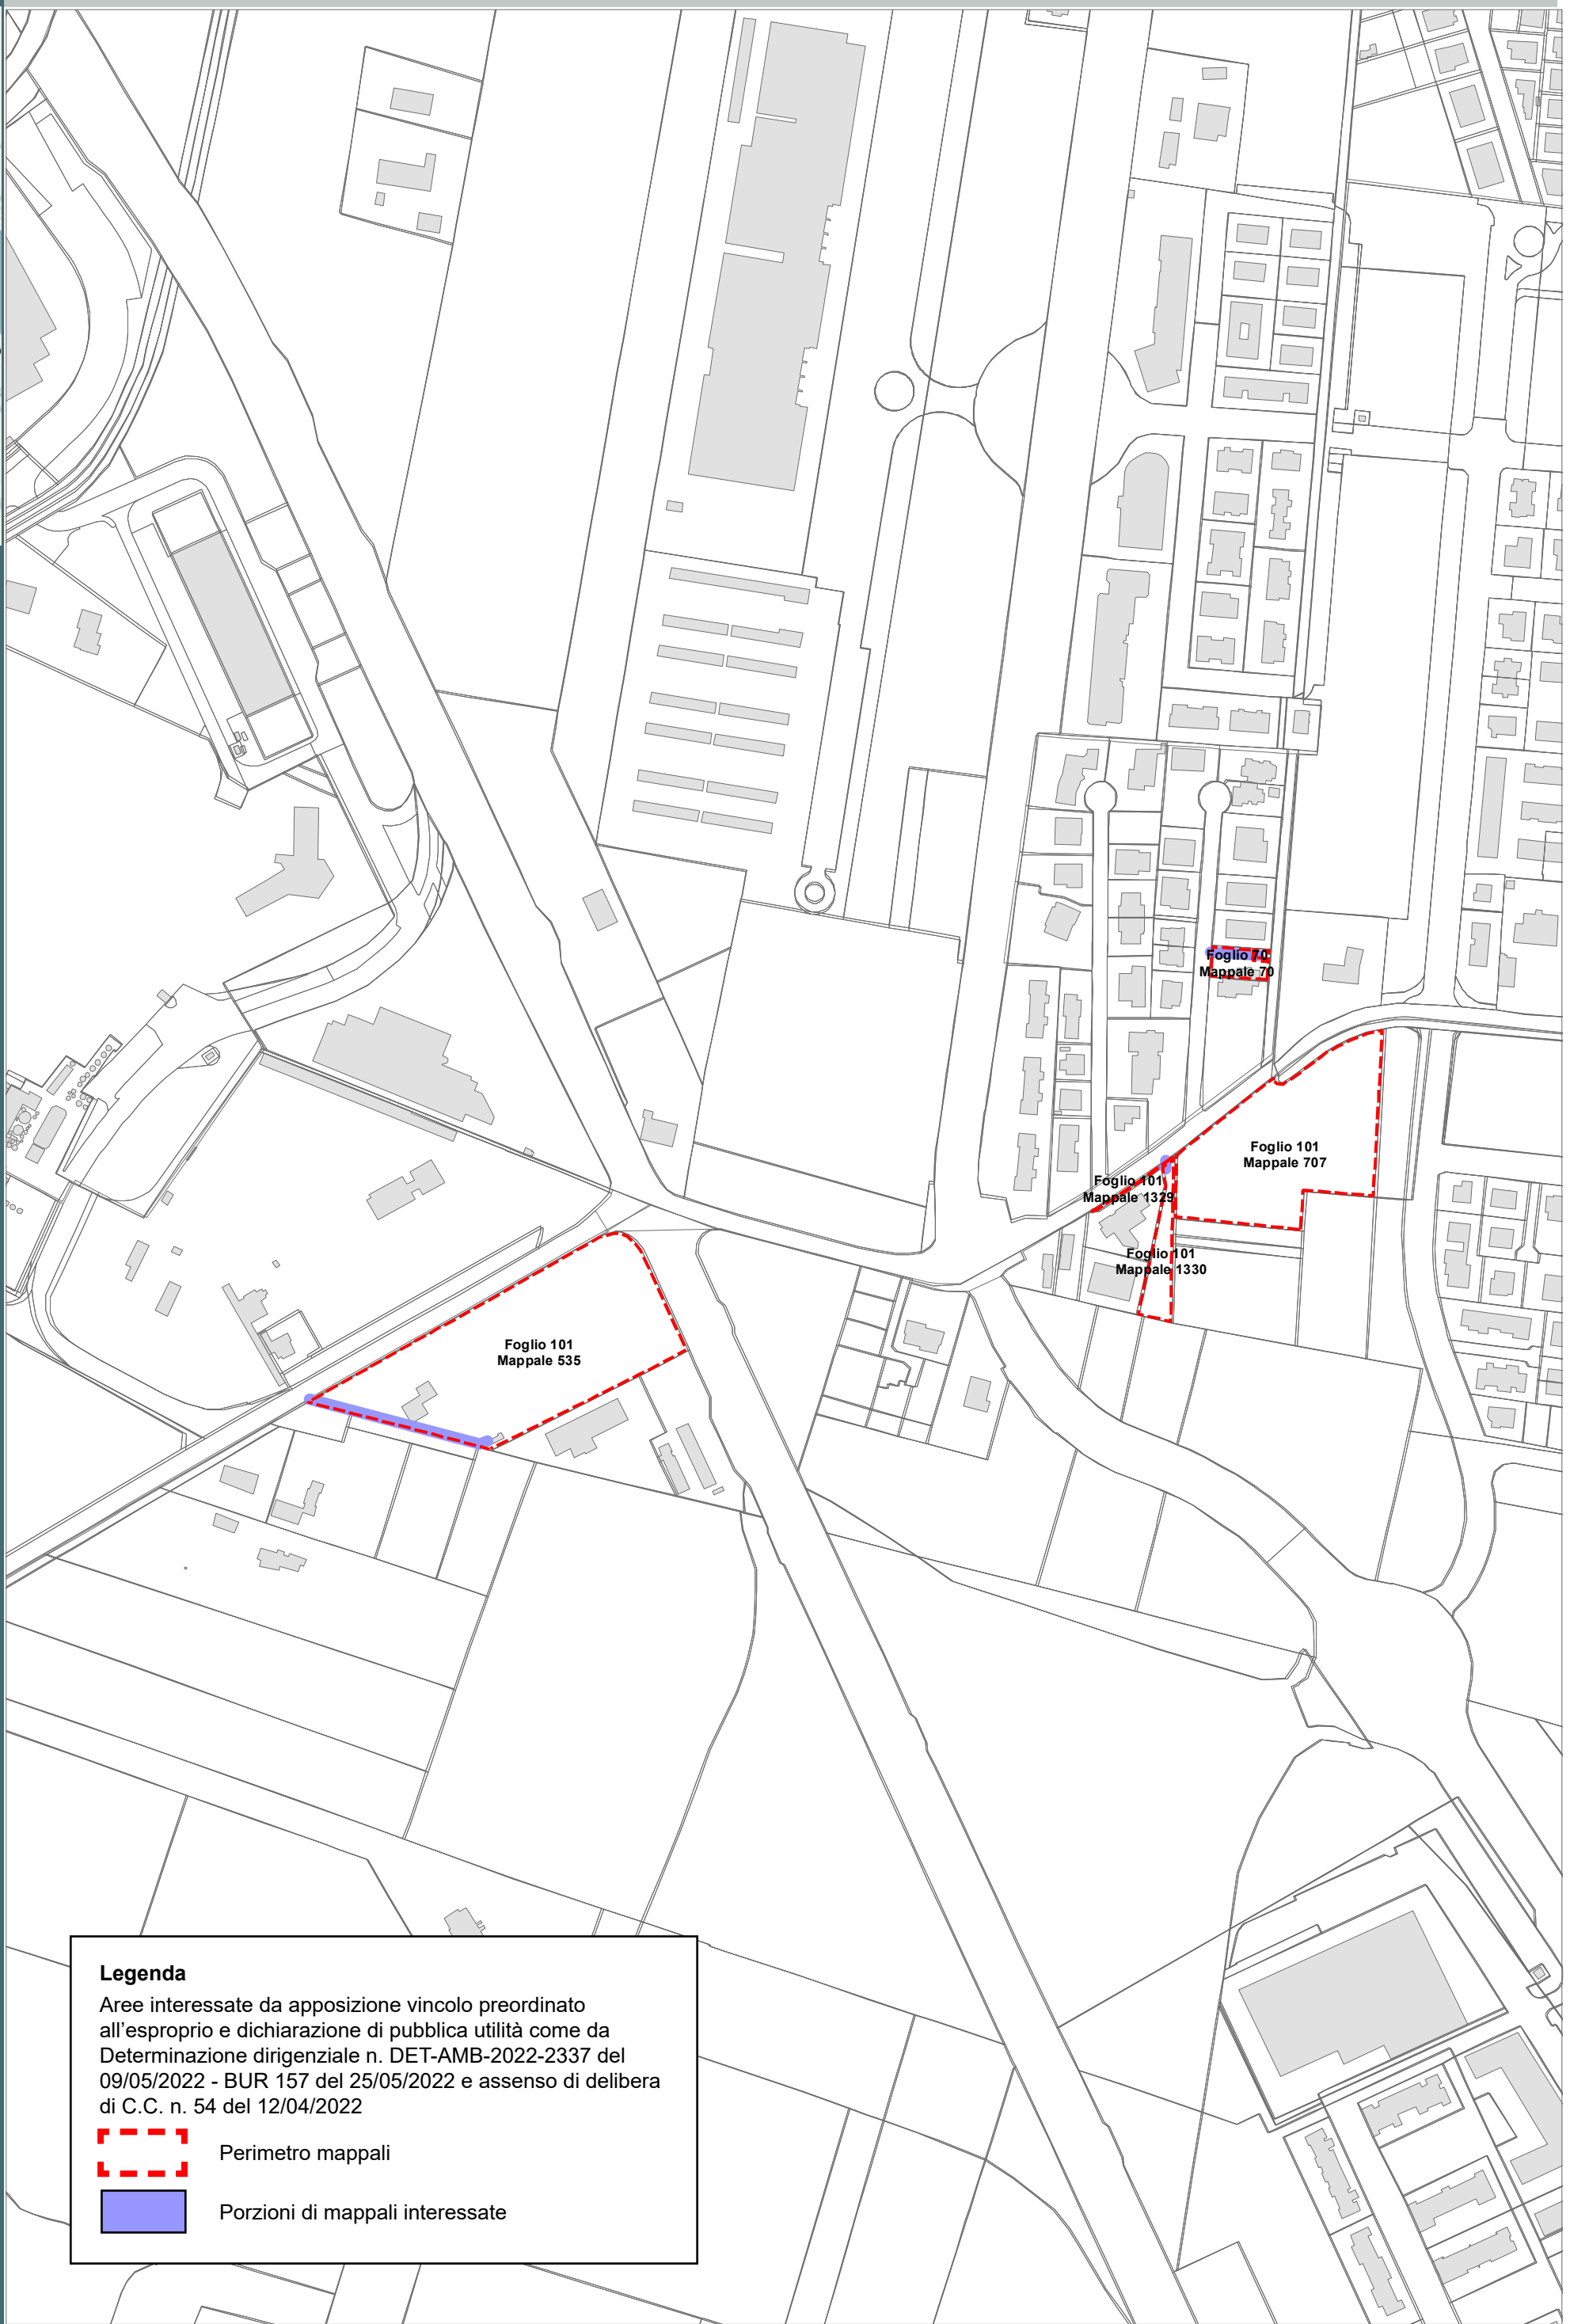 Foglio 70
Mappale 70
Foglio 101
Mappale 707
Foglio 101
Mappale 1329
Foglio 101
Mappale 1330
Foglio 101
Mappale 535
Legenda
Aree interessate da apposizione vincolo preordinato
all'esproprio e dichiarazione di pubblica utilità come da
Determinazione dirigenziale n. DET-AMB-2022-2337 del
09/05/2022 - BUR 157 del 25/05/2022 e assenso di delibera
di C.C. n. 54 del 12/04/2022
Perimetro mappali
Porzioni di mappali interessate